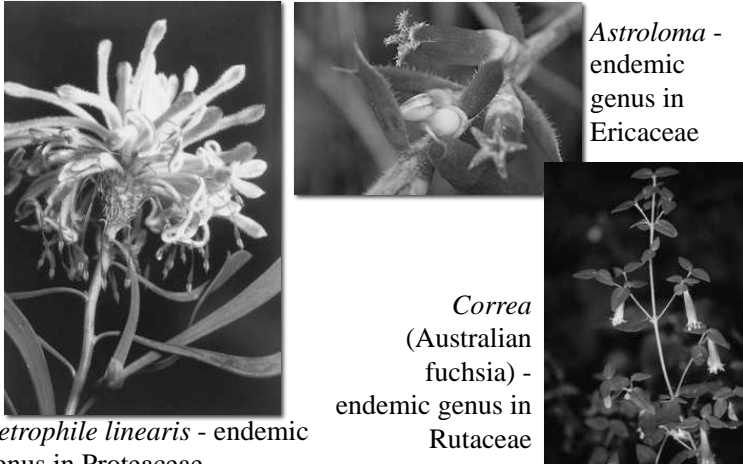 Astroloma -
endemic
genus in
Ericaceae
Correa
(Australian
fuchsia) -
endemic genus in
Rutaceae
etrophile linearis - endemic
enus in Proteaceae